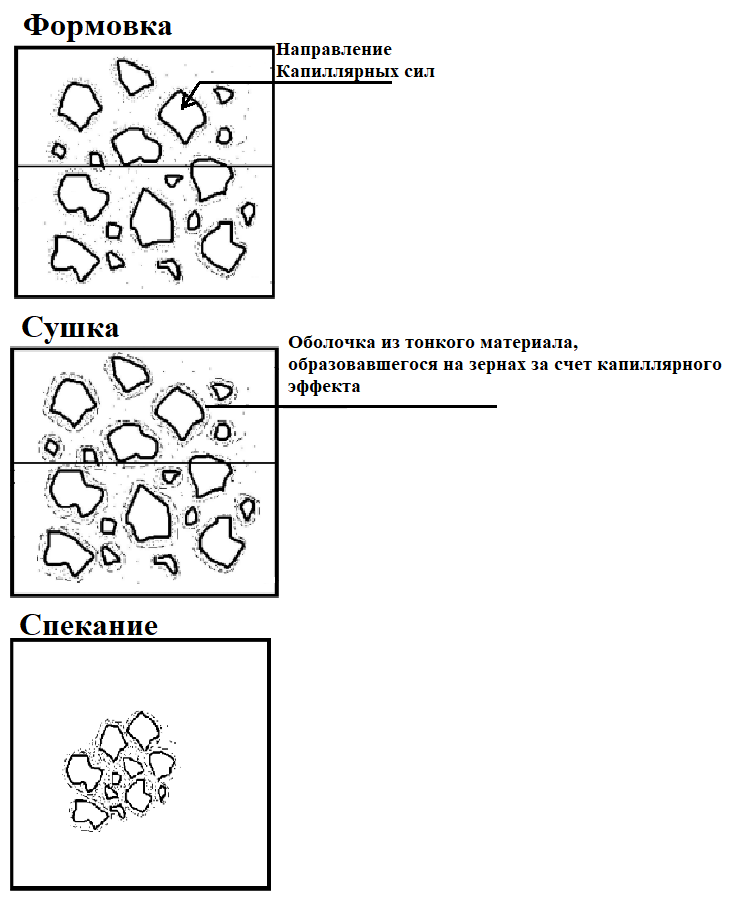 Формовка
Направление
Капиллярных сил
Сушка
Оболочка из тонкого материала,
образовавшегося на зернах за счет капиллярного
эффекта
Спекание